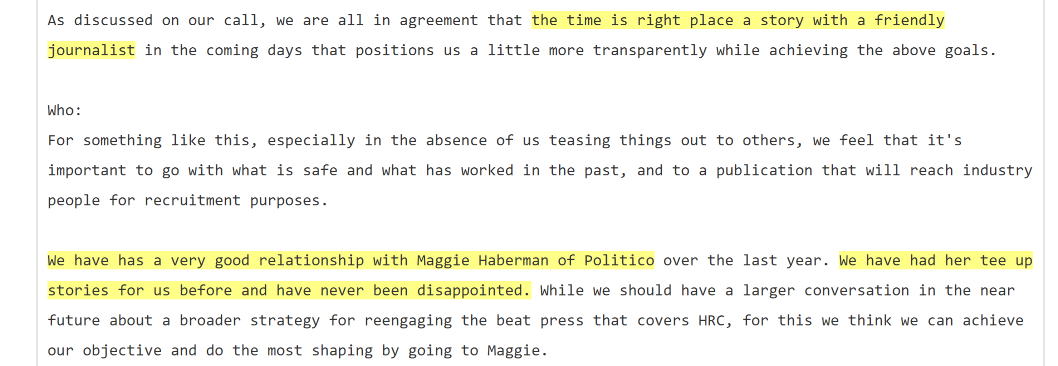 As discussed on our call, we are all in agreement that the time is right place a story with a friendly
journalist in the coming days that positions us a little more transparently while achieving the above goals.
Who:
For something like this, especially in the absence of us teasing things out to others, we feel that it's
important to go with what is safe and what has worked in the past, and to a publication that will reach industry
people for recruitment purposes.
We have has a very good relationship with Maggie Haberman of Politico over the last year. We have had her tee up
stories for us before and have never been disappointed. While we should have a larger conversation in the near
future about a broader strategy for reengaging the beat press that covers HRC, for this we think we can achieve
our objective and do the most shaping by going to Maggie.